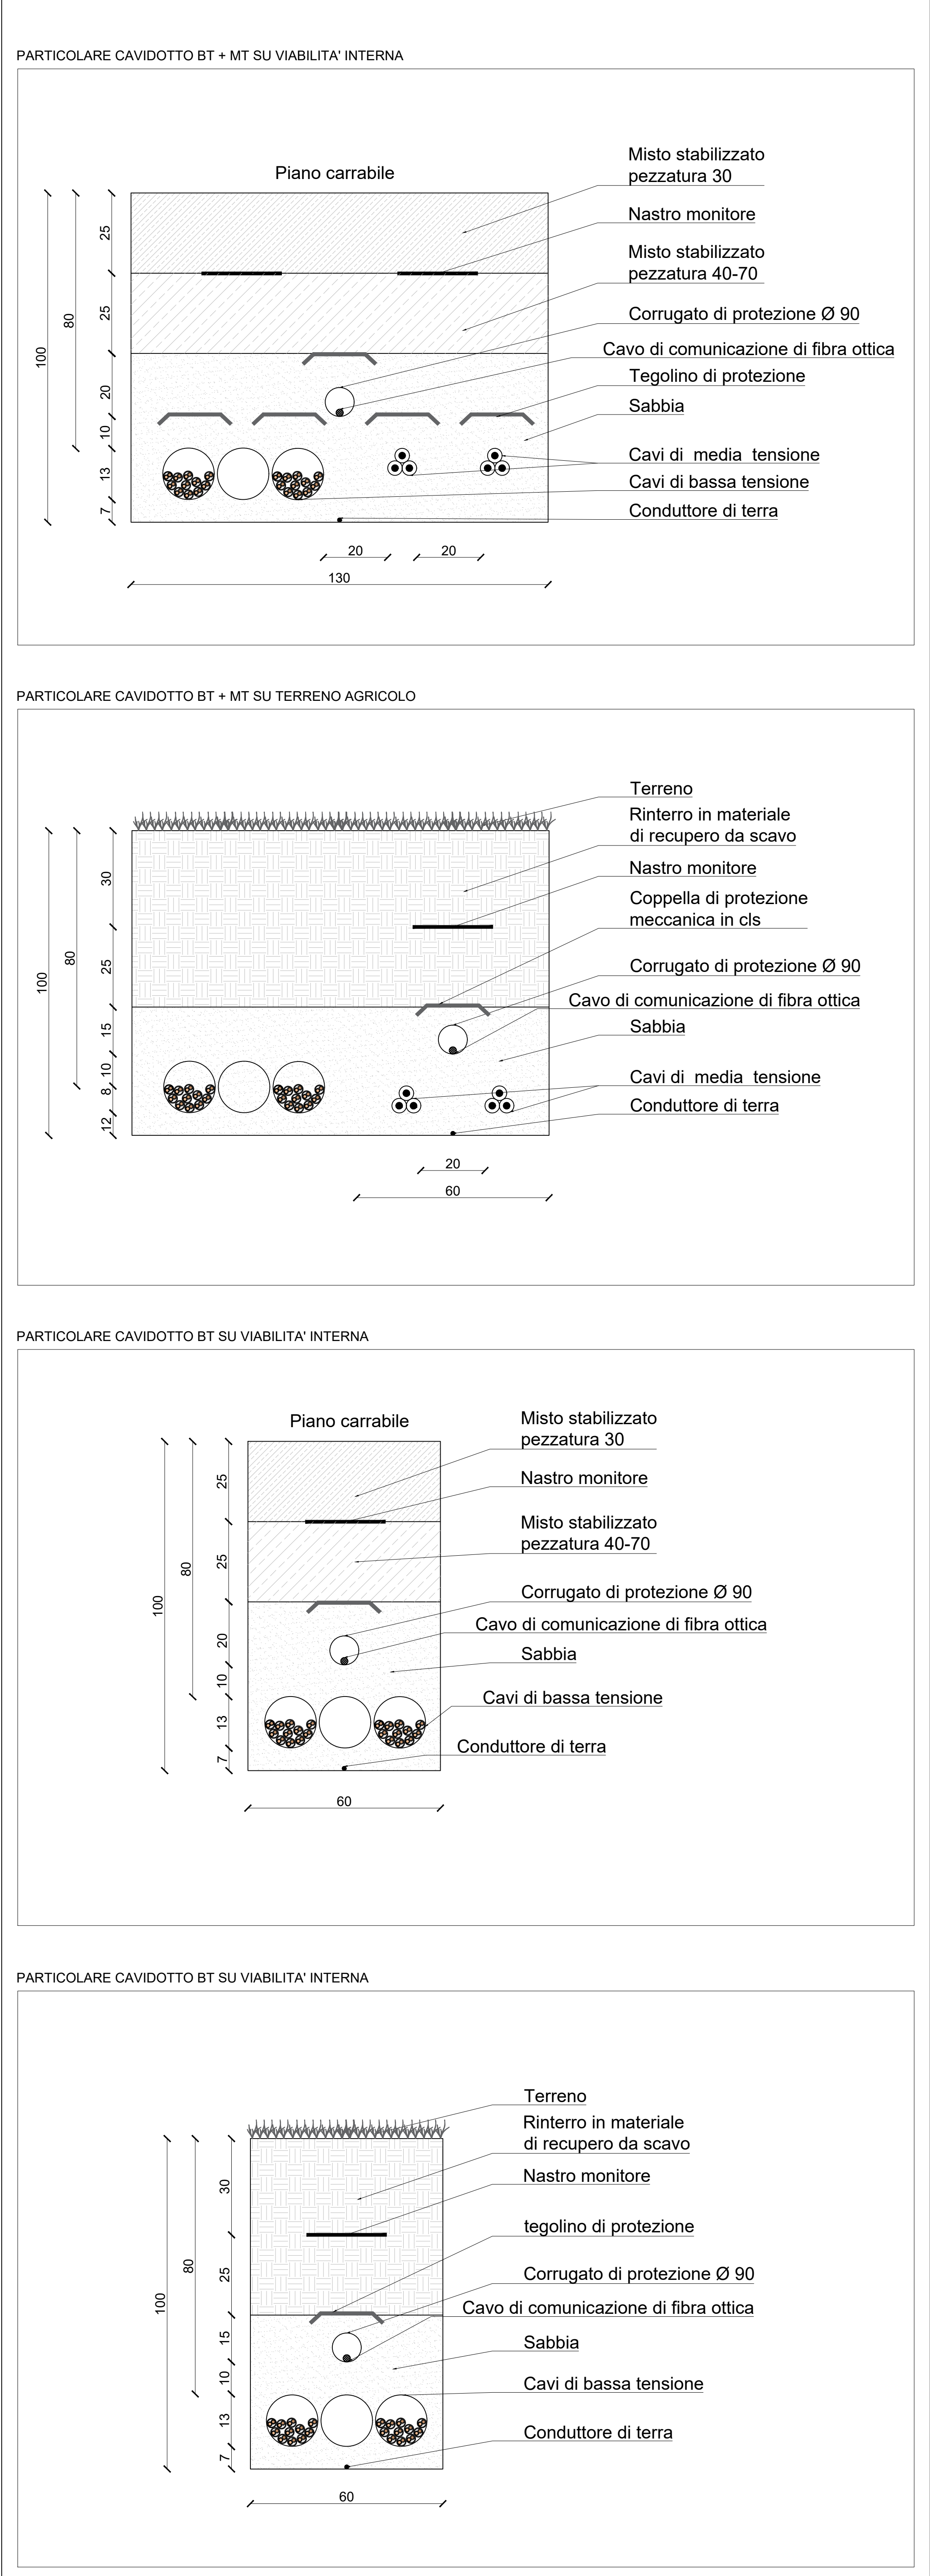 PARTICOLARE CAVIDOTTO BT + MT SU VIABILITA' INTERNA
Piano carrabile
Misto stabilizzato
pezzatura 30
Nastro monitore
Misto stabilizzato
pezzatura 40-70
Corrugato di protezione Ø 90
Cavo di comunicazione di fibra ottica
Tegolino di protezione
Sabbia
Cavi di media tensione
Cavi di bassa tensione
Conduttore di terra
100
80
25
25
20
10
13
7
20
20
130
PARTICOLARE CAVIDOTTO BT + MT SU TERRENO AGRICOLO
Terreno
Rinterro in materiale
di recupero da scavo
Nastro monitore
Coppella di protezione
meccanica in cls
Corrugato di protezione Ø 90
Cavo di comunicazione di fibra ottica
Sabbia
Cavi di media tensione
Conduttore di terra
100
80
30
25
15
10
8
12
20
60
PARTICOLARE CAVIDOTTO BT SU VIABILITA' INTERNA
Piano carrabile
Misto stabilizzato
pezzatura 30
Nastro monitore
Misto stabilizzato
pezzatura 40-70
Corrugato di protezione Ø 90
Cavo di comunicazione di fibra ottica
Sabbia
Cavi di bassa tensione
Conduttore di terra
100
80
25
25
20
10
13
7
60
PARTICOLARE CAVIDOTTO BT SU VIABILITA' INTERNA
Terreno
Rinterro in materiale
di recupero da scavo
Nastro monitore
tegolino di protezione
Corrugato di protezione Ø 90
Cavo di comunicazione di fibra ottica
Sabbia
Cavi di bassa tensione
Conduttore di terra
100
80
30
25
15
10
13
7
60